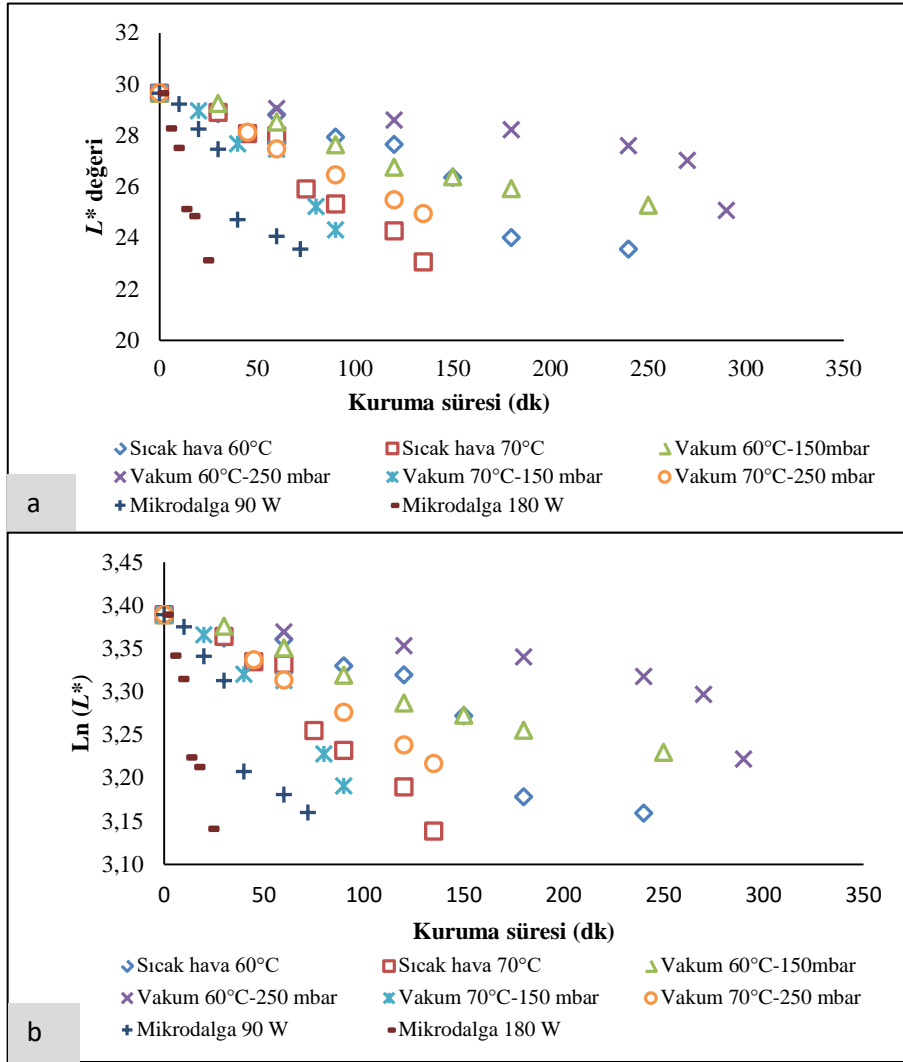 32
30
28
26
24
22
20
L* değeri
0 50 100 150 200 250 300 350
Kuruma süresi (dk)
Sıcak hava 60°C Sıcak hava 70°C Vakum 60°C-150mbar
Vakum 60°C-250 mbar Vakum 70°C-150 mbar Vakum 70°C-250 mbar
Mikrodalga 90 W Mikrodalga 180 W
a
3,45
3,40
3,35
3,30
3,25
3,20
3,15
3,10
Ln (L*)
0 50 100 150 200 250 300 350
Kuruma süresi (dk)
Sıcak hava 60°C Sıcak hava 70°C Vakum 60°C-150mbar
Vakum 60°C-250 mbar Vakum 70°C-150 mbar Vakum 70°C-250 mbar
Mikrodalga 90 W Mikrodalga 180 W
b